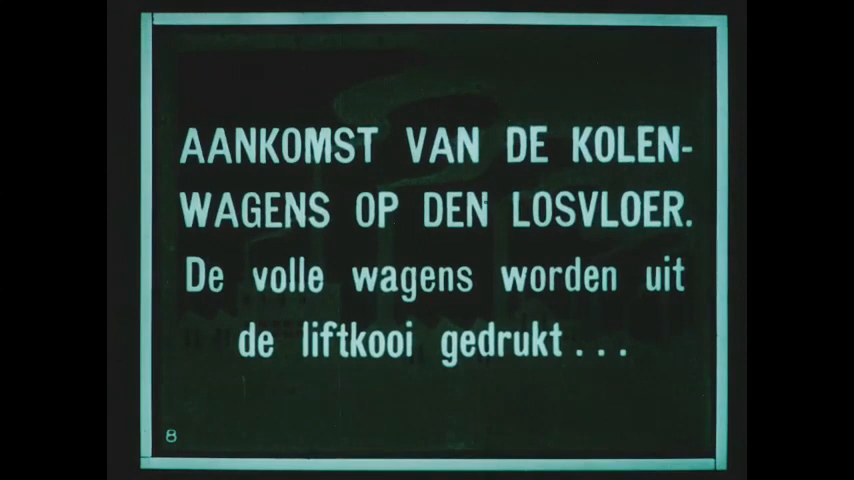 AANKOMST VAN DE KOLEN-
WAGENS OP DEN LOSVLOER.
De volle wagens worden uit
de liftkooi gedrukt...
8